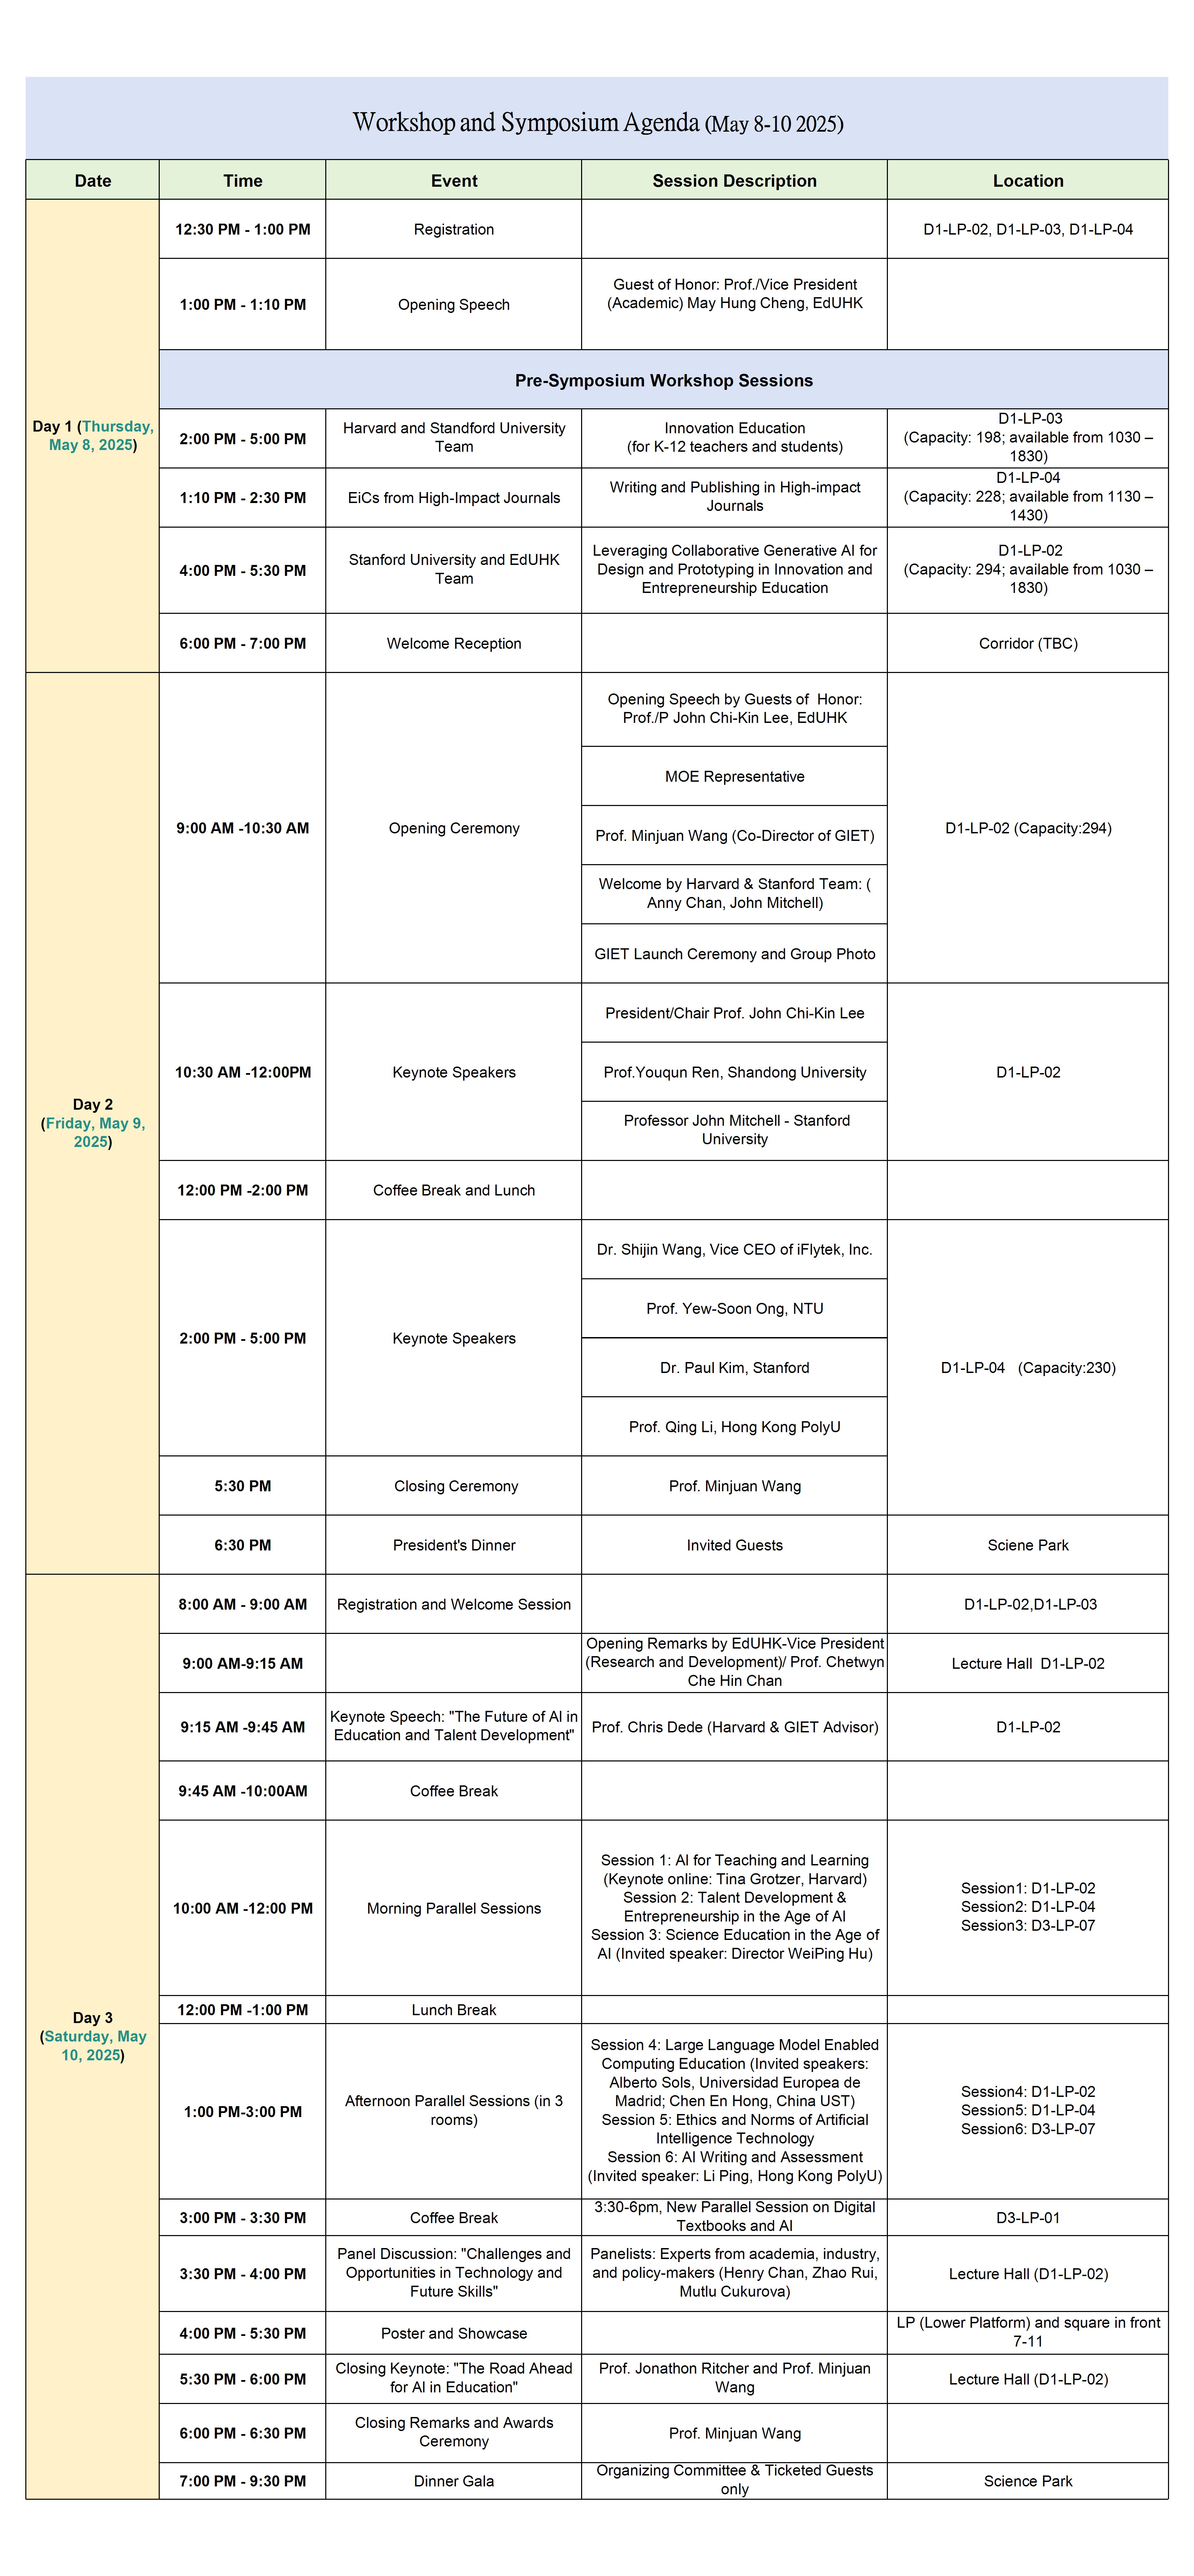 Workshop and Symposium Agenda (May 8-10 2025)
Date
Time
Event
Session Description
Location
Day 1 (Thursday,
May 8, 2025)
12:30 PM - 1:00 PM
Registration
D1-LP-02, D1-LP-03, D1-LP-04
1:00 PM - 1:10 PM
Opening Speech
Guest of Honor: Prof./Vice President
(Academic) May Hung Cheng, EdUHK
Pre-Symposium Workshop Sessions
2:00 PM - 5:00 PM
Harvard and Standford University
Team
Innovation Education
(for K-12 teachers and students)
D1-LP-03
(Capacity: 198; available from 1030 –
1830)
1:10 PM - 2:30 PM
EiCs from High-Impact Journals
Writing and Publishing in High-impact
Journals
D1-LP-04
(Capacity: 228; available from 1130 –
1430)
4:00 PM - 5:30 PM
Stanford University and EdUHK
Team
Leveraging Collaborative Generative AI for
Design and Prototyping in Innovation and
Entrepreneurship Education
D1-LP-02
(Capacity: 294; available from 1030 –
1830)
6:00 PM - 7:00 PM
Welcome Reception
Corridor (TBC)
Day 2
(Friday, May 9,
2025)
9:00 AM -10:30 AM
Opening Ceremony
Opening Speech by Guests of  Honor:
Prof./P John Chi-Kin Lee, EdUHK
MOE Representative
Prof. Minjuan Wang (Co-Director of GIET)
Welcome by Harvard & Stanford Team: (
Anny Chan, John Mitchell)
GIET Launch Ceremony and Group Photo
D1-LP-02 (Capacity:294)
10:30 AM -12:00PM
Keynote Speakers
President/Chair Prof. John Chi-Kin Lee
Prof.Youqun Ren, Shandong University
Professor John Mitchell - Stanford
University
D1-LP-02
12:00 PM -2:00 PM
Coffee Break and Lunch
2:00 PM - 5:00 PM
Keynote Speakers
Dr. Shijin Wang, Vice CEO of iFlytek, Inc.
Prof. Yew-Soon Ong, NTU
Dr. Paul Kim, Stanford
Prof. Qing Li, Hong Kong PolyU
D1-LP-04   (Capacity:230)
5:30 PM
Closing Ceremony
Prof. Minjuan Wang
6:30 PM
President's Dinner
Invited Guests
Sciene Park
Day 3
(Saturday, May
10, 2025)
8:00 AM - 9:00 AM
Registration and Welcome Session
D1-LP-02,D1-LP-03
9:00 AM-9:15 AM
Opening Remarks by EdUHK-Vice President
(Research and Development)/ Prof. Chetwyn
Che Hin Chan
Lecture Hall  D1-LP-02
9:15 AM -9:45 AM
Keynote Speech: "The Future of AI in
Education and Talent Development"
Prof. Chris Dede (Harvard & GIET Advisor)
D1-LP-02
9:45 AM -10:00AM
Coffee Break
10:00 AM -12:00 PM
Morning Parallel Sessions
Session 1: AI for Teaching and Learning
(Keynote online: Tina Grotzer, Harvard)
Session 2: Talent Development &
Entrepreneurship in the Age of AI
Session 3: Science Education in the Age of
AI (Invited speaker: Director WeiPing Hu)
Session1: D1-LP-02
Session2: D1-LP-04
Session3: D3-LP-07
12:00 PM -1:00 PM
Lunch Break
1:00 PM-3:00 PM
Afternoon Parallel Sessions (in 3
rooms)
Session 4: Large Language Model Enabled
Computing Education (Invited speakers:
Alberto Sols, Universidad Europea de
Madrid; Chen En Hong, China UST)
Session 5: Ethics and Norms of Artificial
Intelligence Technology
Session 6: AI Writing and Assessment
(Invited speaker: Li Ping, Hong Kong PolyU)
Session4: D1-LP-02
Session5: D1-LP-04
Session6: D3-LP-07
3:00 PM - 3:30 PM
Coffee Break
3:30-6pm, New Parallel Session on Digital
Textbooks and AI
D3-LP-01
3:30 PM - 4:00 PM
Panel Discussion: "Challenges and
Opportunities in Technology and
Future Skills"
Panelists: Experts from academia, industry,
and policy-makers (Henry Chan, Zhao Rui,
Mutlu Cukurova)
Lecture Hall (D1-LP-02)
4:00 PM - 5:30 PM
Poster and Showcase
LP (Lower Platform) and square in front
7-11
5:30 PM - 6:00 PM
Closing Keynote: "The Road Ahead
for AI in Education"
Prof. Jonathon Ritcher and Prof. Minjuan
Wang
Lecture Hall (D1-LP-02)
6:00 PM - 6:30 PM
Closing Remarks and Awards
Ceremony
Prof. Minjuan Wang
7:00 PM - 9:30 PM
Dinner Gala
Organizing Committee & Ticketed Guests
only
Science Park